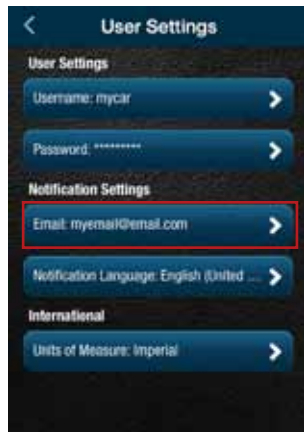 User Settings
User Settings
Username: mycar
Password: *********
Notification Settings
Email: myemail@email.com
Notification Language: English (United ...
International
Units of Measure: Imperial